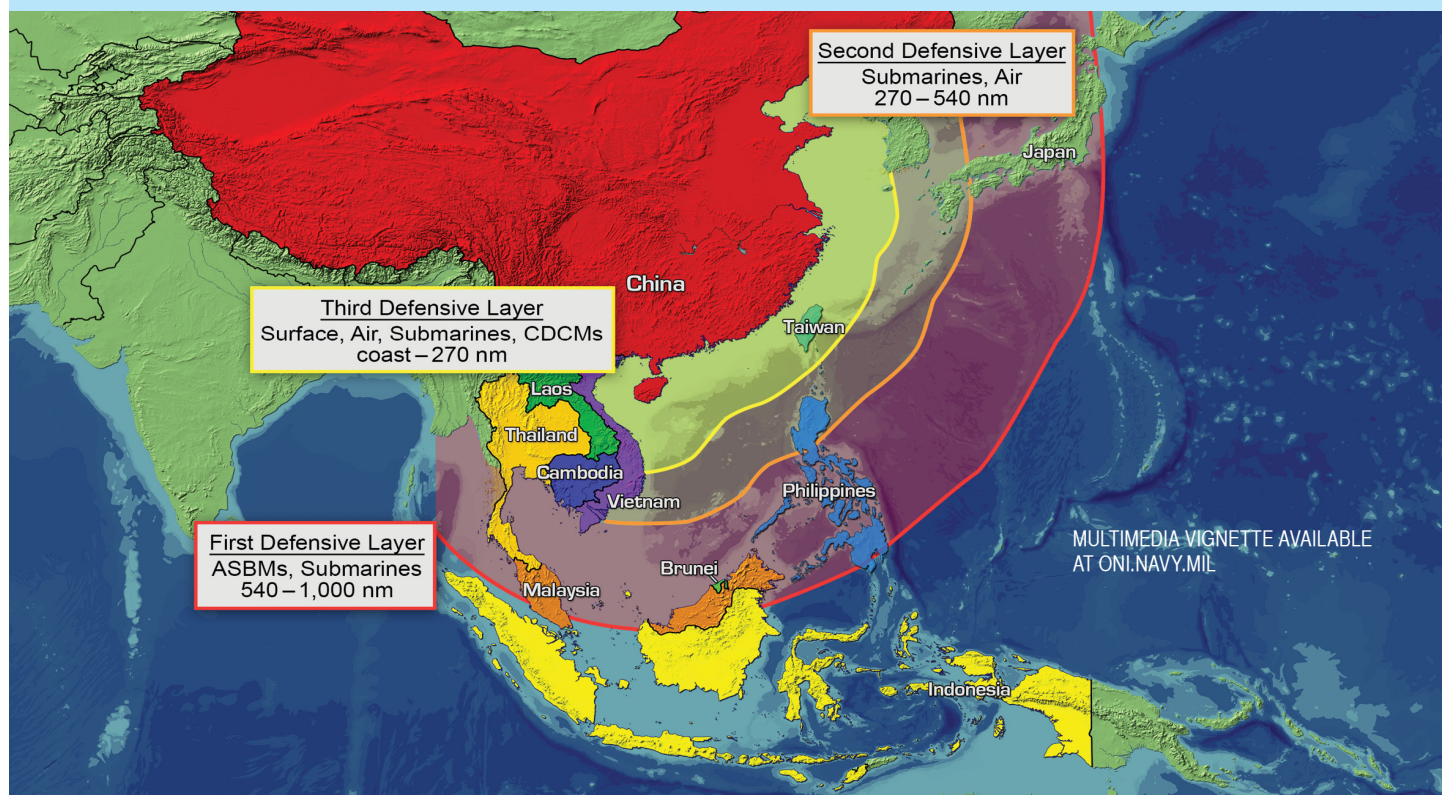 Second Defensive Layer
Submarines, Air
270 – 540 nm
Japan
China
Third Defensive Layer
Surface, Air, Submarines, CDCMs
coast – 270 nm
Taiwan
Laos
Thailand
Cambodia
Vietnam
Philippines
First Defensive Layer
ASBMs, Submarines
540 – 1,000 nm
MULTIMEDIA VIGNETTE AVAILABLE
AT ONI.NAVY.MIL
Brunei
Malaysia
Indonesia